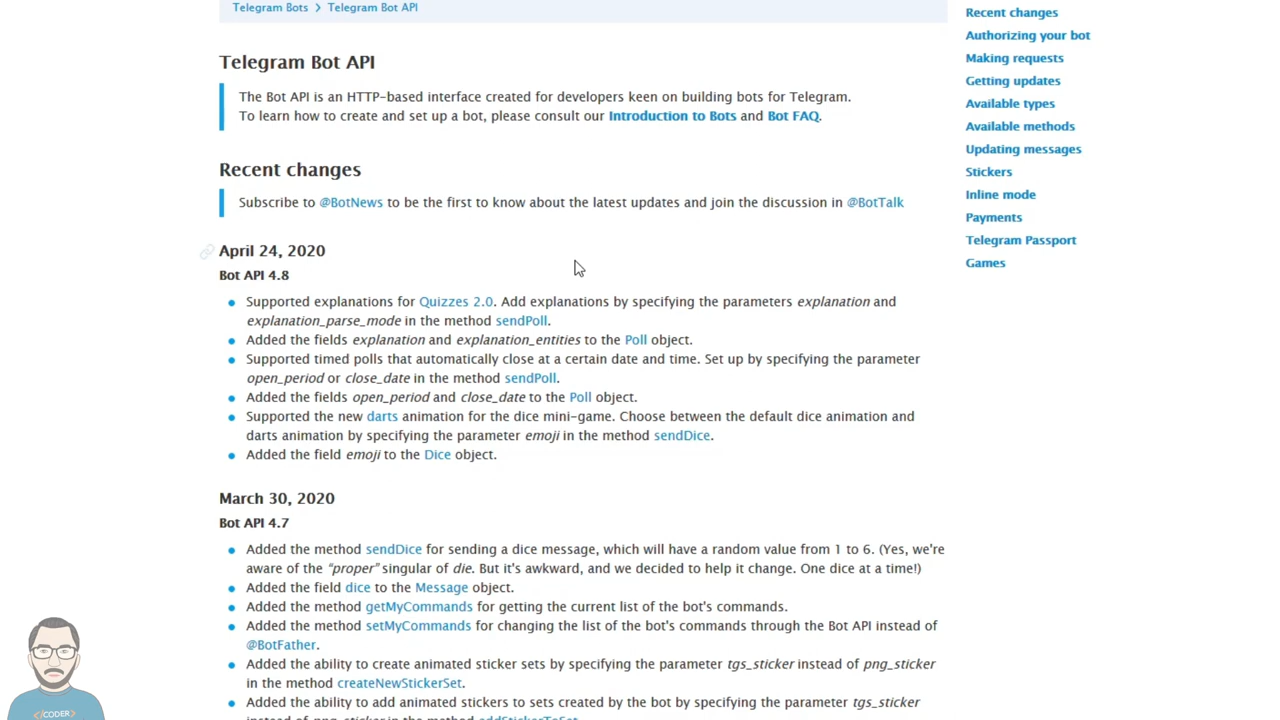 Telegram Bots > Telegram Bot API
Telegram Bot API
The Bot API is an HTTP-based interface created for developers keen on building bots for Telegram.
To learn how to create and set up a bot, please consult our Introduction to Bots and Bot FAQ.
Recent changes
Subscribe to @BotNews to be the first to know about the latest updates and join the discussion in @BotTalk
April 24, 2020
Bot API 4.8
Supported explanations for Quizzes 2.0. Add explanations by specifying the parameters explanation and
explanation_parse_mode in the method sendPoll.
Added the fields explanation and explanation_entities to the Poll object.
Supported timed polls that automatically close at a certain date and time. Set up by specifying the parameter
open_period or close_date in the method sendPoll.
Added the fields open_period and close_date to the Poll object.
Supported the new darts animation for the dice mini-game. Choose between the default dice animation and
darts animation by specifying the parameter emoji in the method sendDice.
Added the field emoji to the Dice object.
March 30, 2020
Bot API 4.7
Added the method sendDice for sending a dice message, which will have a random value from 1 to 6. (Yes, we're
aware of the “proper” singular of die. But it's awkward, and we decided to help it change. One dice at a time!)
Added the field dice to the Message object.
Added the method getMyCommands for getting the current list of the bot's commands.
Added the method setMyCommands for changing the list of the bot's commands through the Bot API instead of
@BotFather.
Added the ability to create animated sticker sets by specifying the parameter tgs_sticker instead of png_sticker
in the method createNewStickerSet.
Added the ability to add animated stickers to sets created by the bot by specifying the parameter tgs_sticker
instead of png_sticker in the method addStickerToSet
Recent changes
Authorizing your bot
Making requests
Getting updates
Available types
Available methods
Updating messages
Stickers
Inline mode
Payments
Telegram Passport
Games
</CODER>